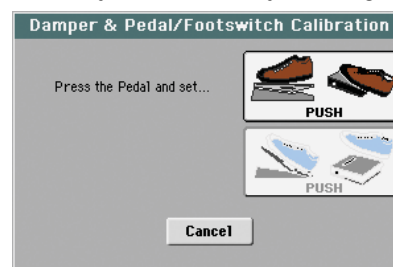 Damper & Pedal/Footswitch Calibration
Press the Pedal and set...
PUSH
PUSH
Cancel